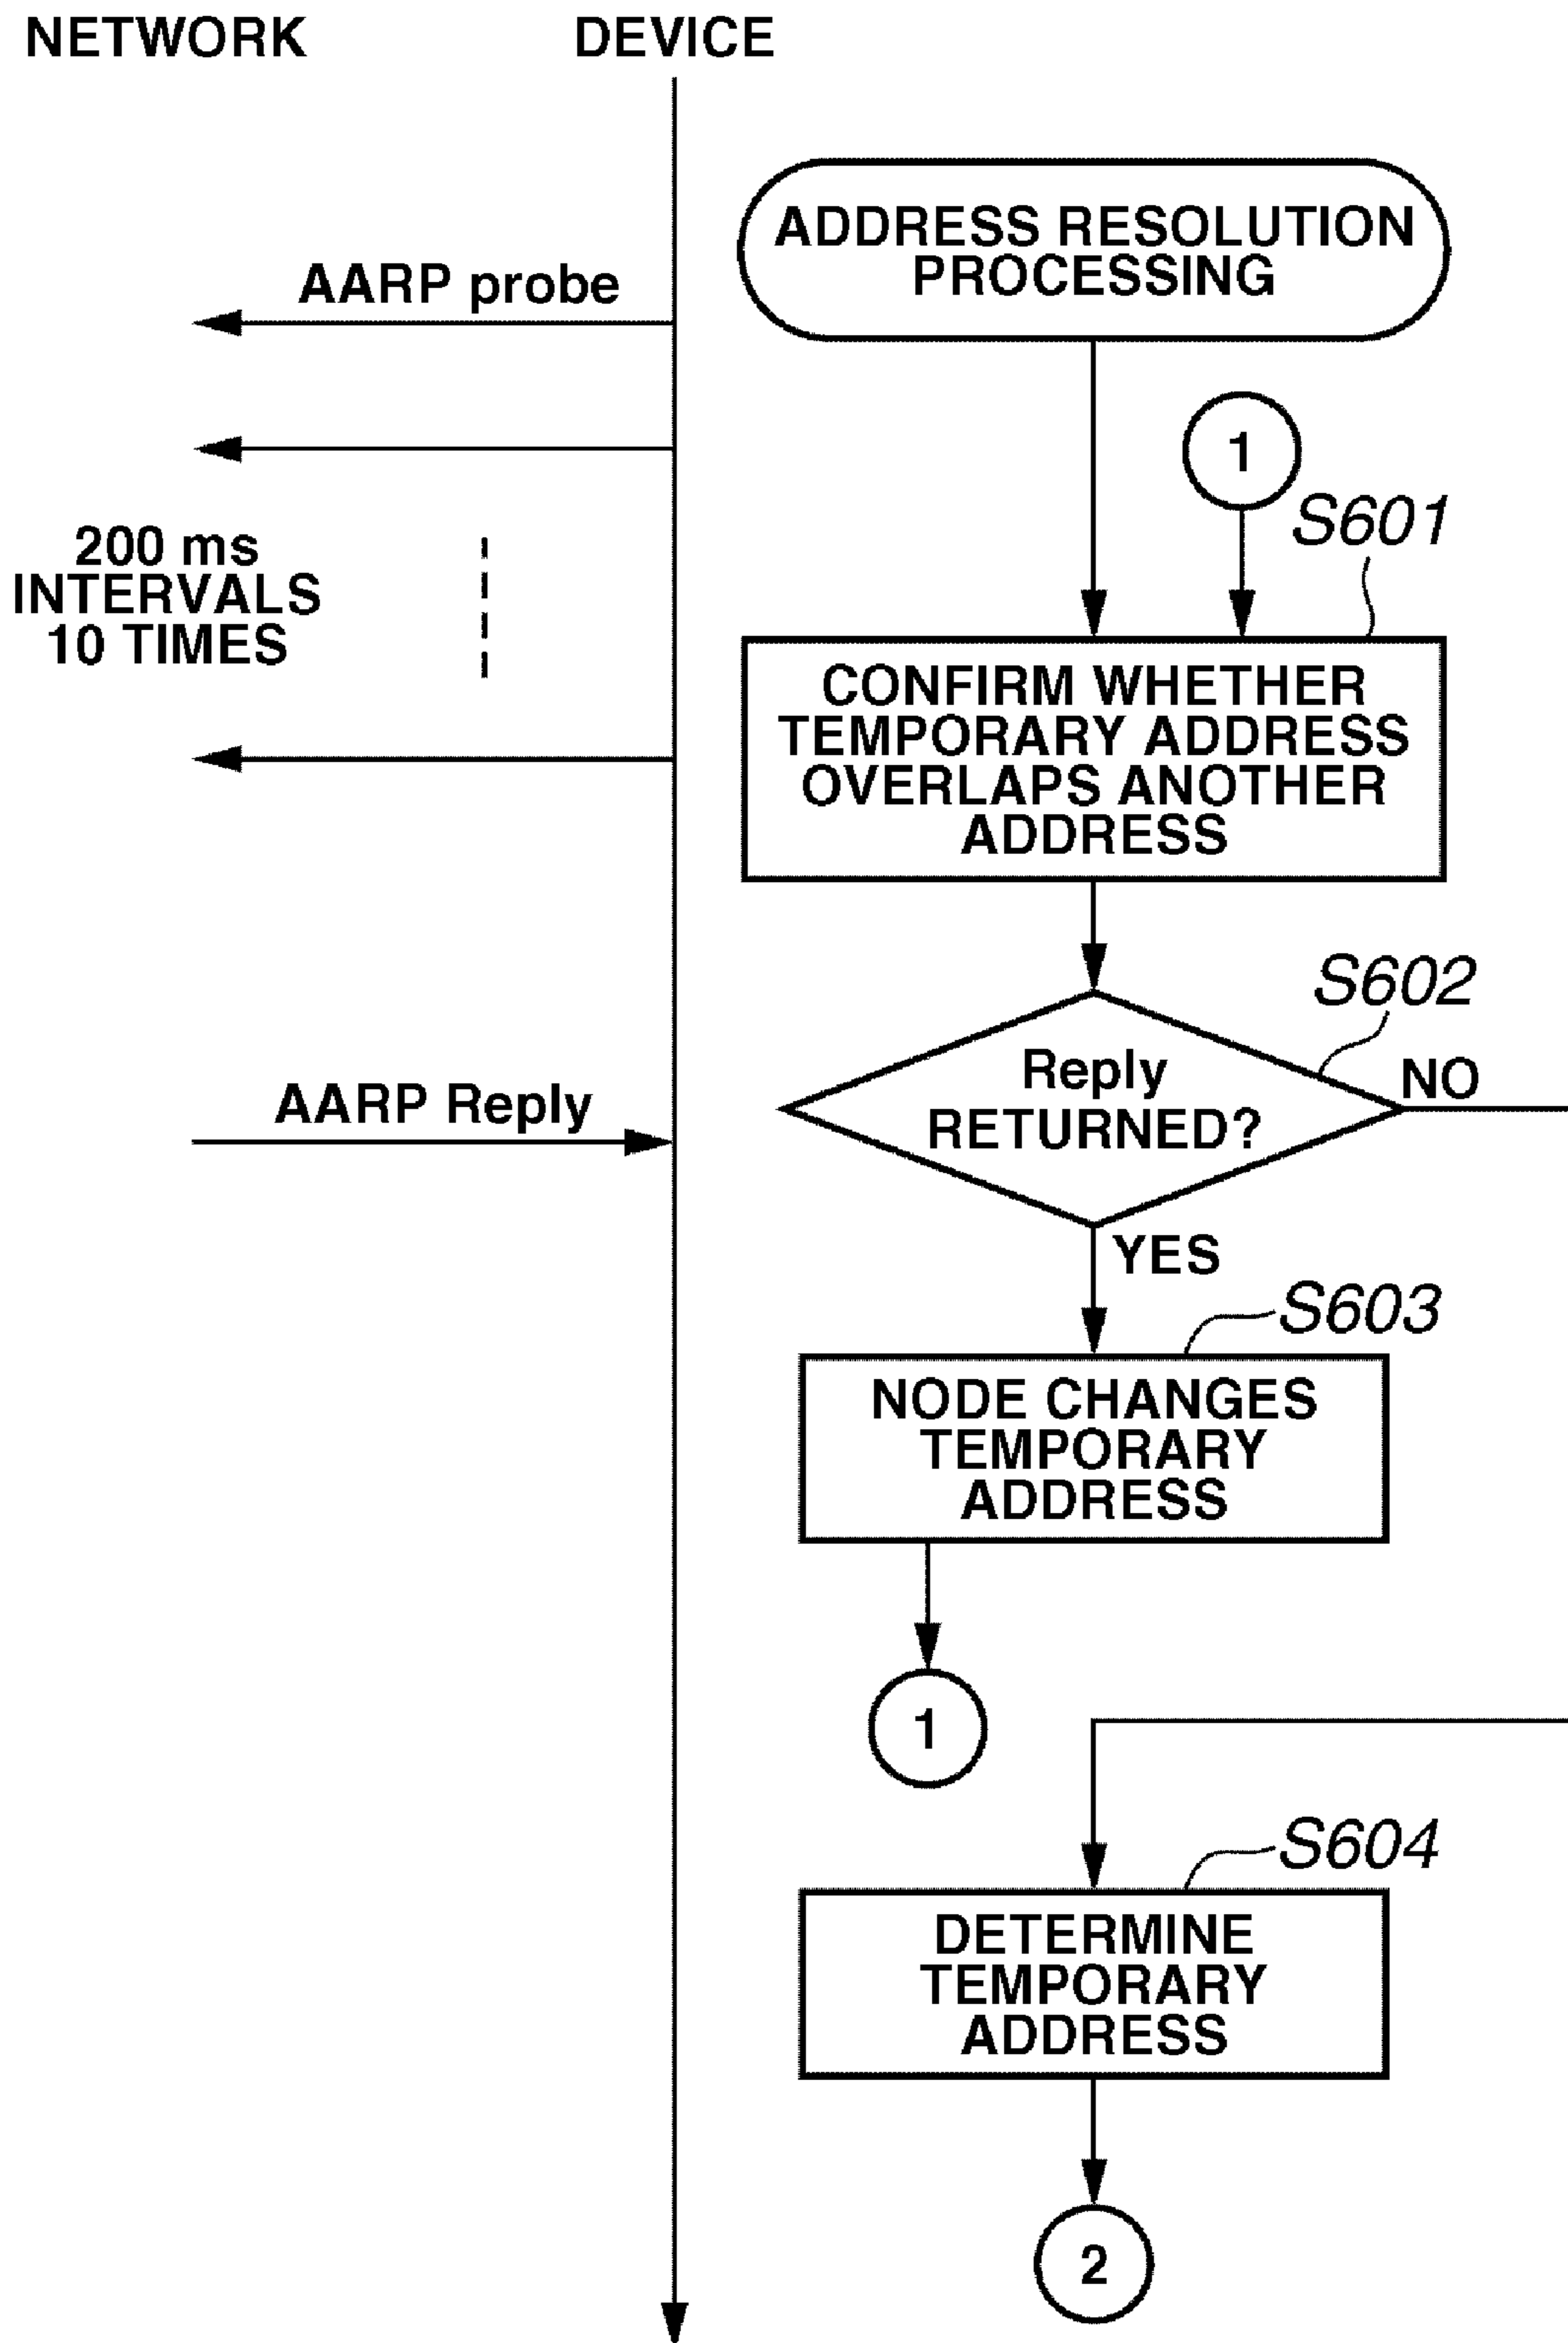 NETWORK
DEVICE
ADDRESS RESOLUTION
PROCESSING
AARP probe
1
S601
200 ms
INTERVALS
10 TIMES
CONFIRM WHETHER
TEMPORARY ADDRESS
OVERLAPS ANOTHER
ADDRESS
S602
Reply
RETURNED?
NO
AARP Reply
YES
S603
NODE CHANGES
TEMPORARY
ADDRESS
1
S604
DETERMINE
TEMPORARY
ADDRESS
2